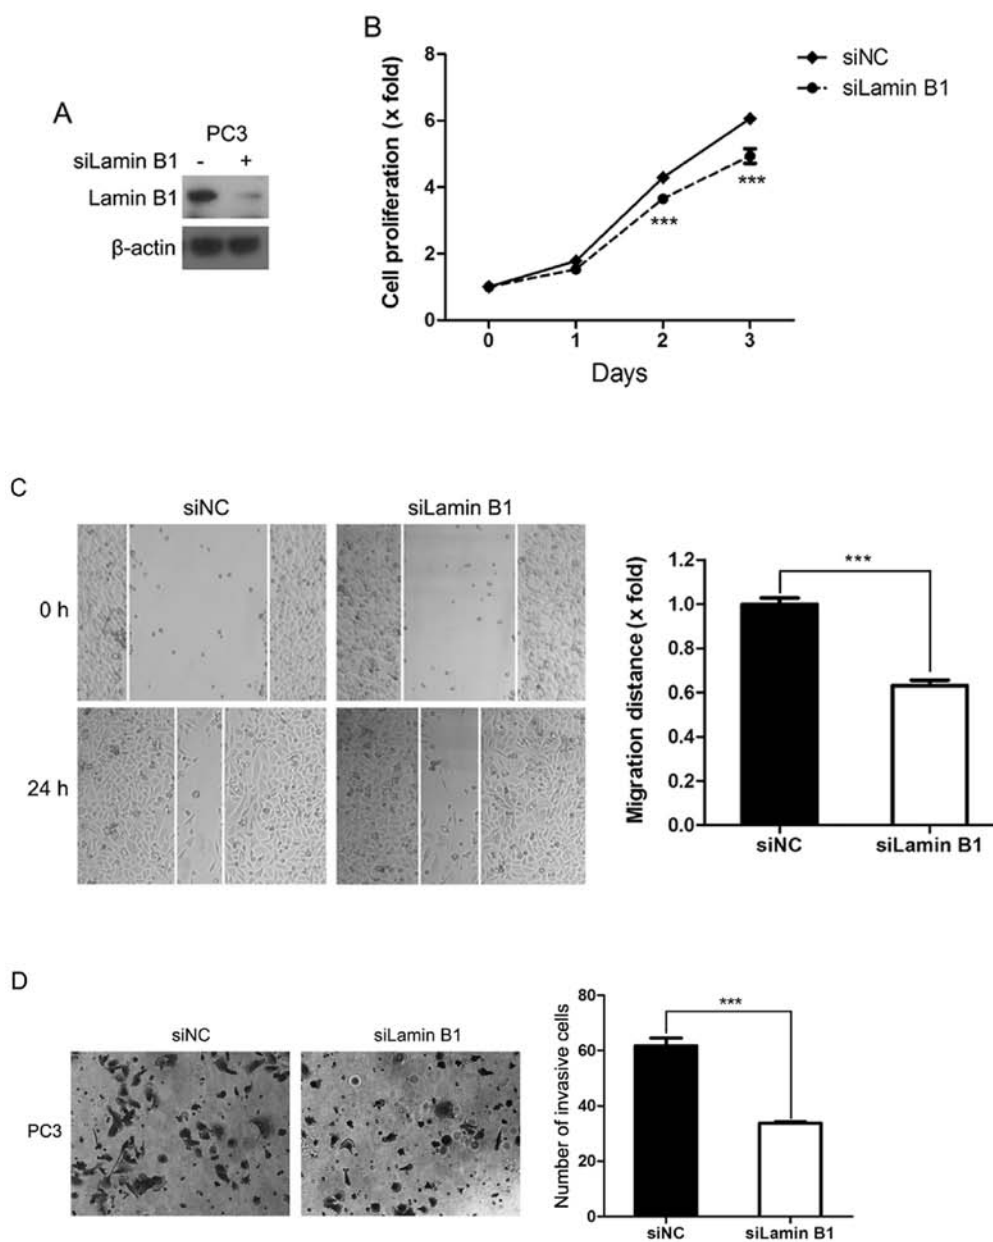 A
PC3
siLamin B1 - +
Lamin B1
β-actin
B
Cell proliferation (x fold)
8
6
4
2
0
0 1 2 3
Days
siNC
siLamin B1
***
***
C
siNC siLamin B1
0 h
24 h
Migration distance (x fold)
1.2
1.0
0.8
0.6
0.4
0.2
0.0
***
siNC siLamin B1
D
siNC siLamin B1
PC3
Number of invasive cells
80
60
40
20
0
***
siNC siLamin B1